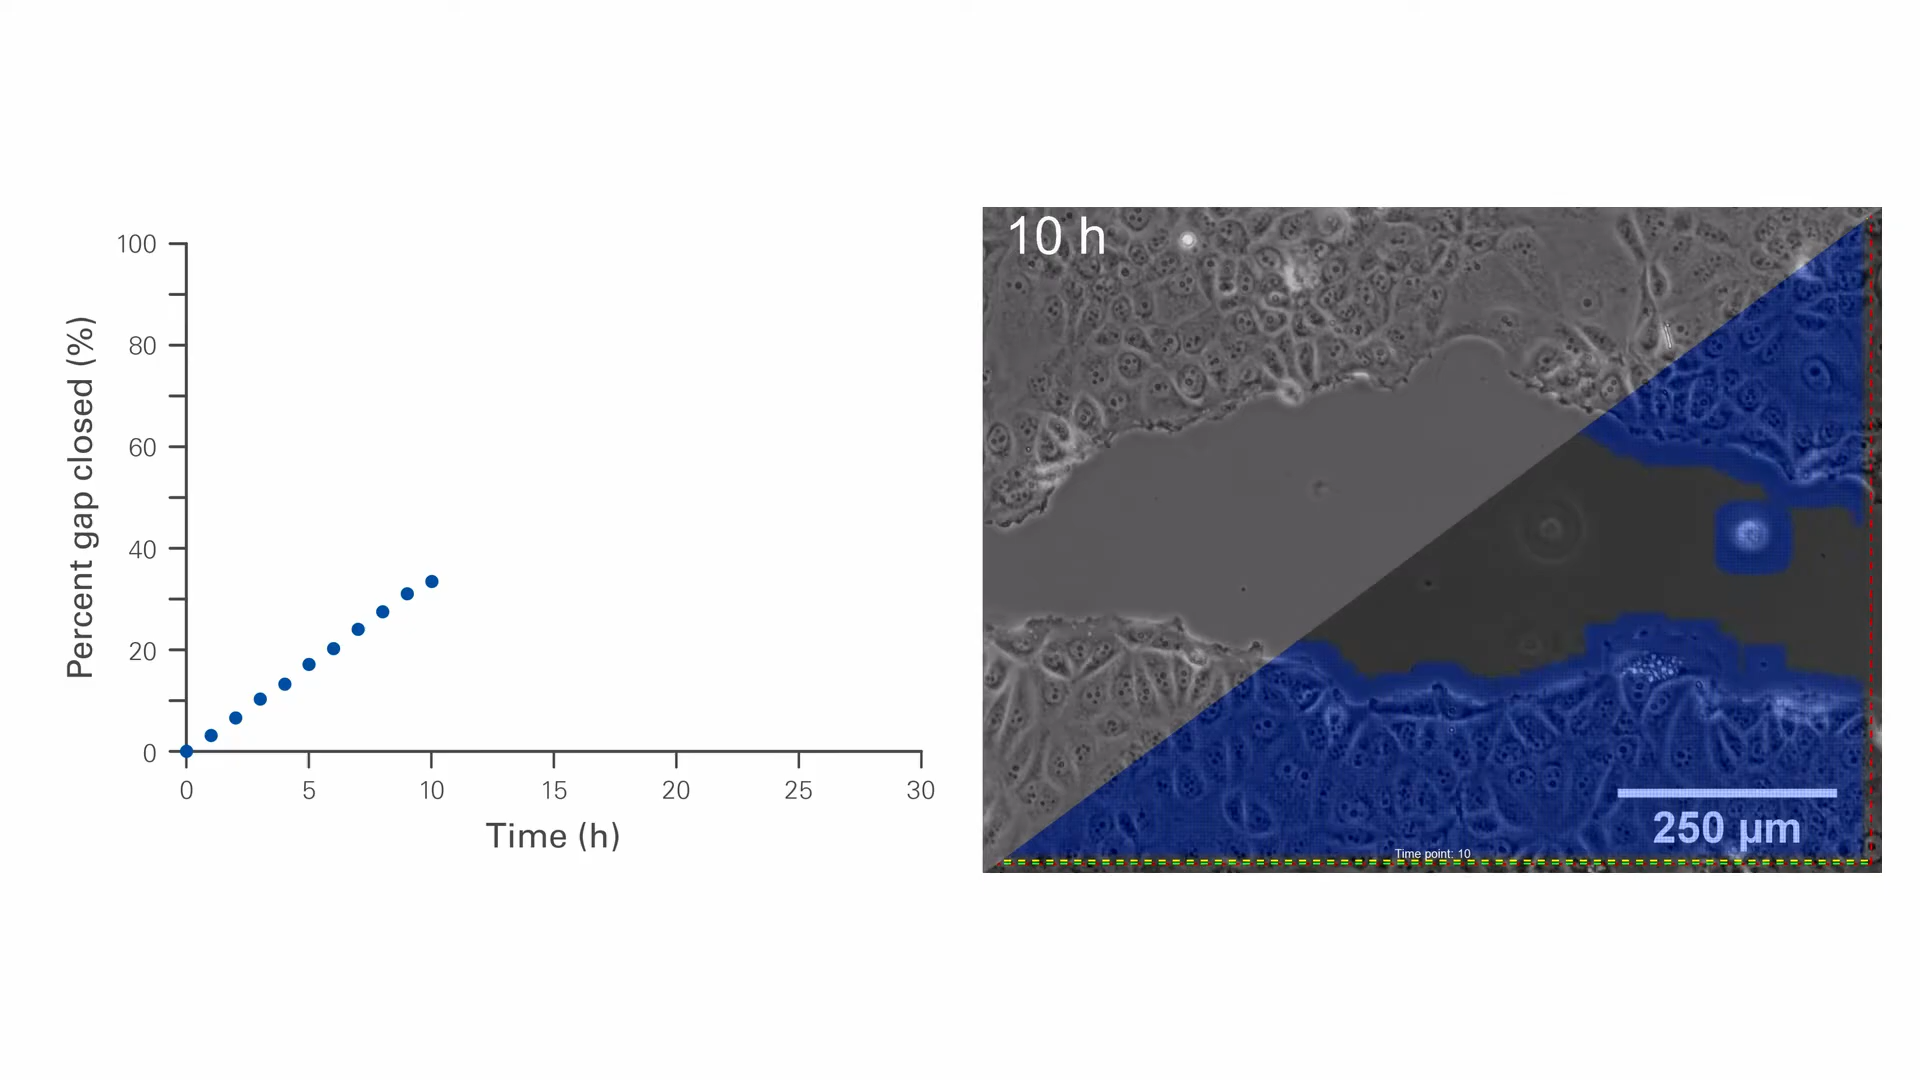 100
80
60
40
20
0
0 5 10 15 20 25 30
Percent gap closed (%)
Time (h)
10 h
250 µm
Time point: 10